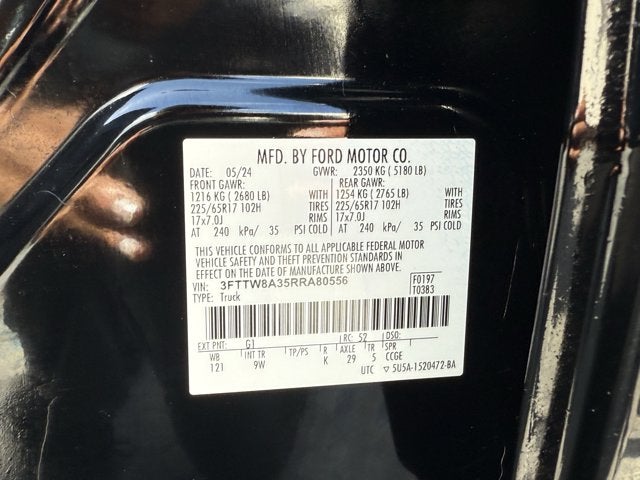 MFD. BY FORD MOTOR CO.
DATE: 05/24 GVWR: 2350 KG ( 5180 LB)
FRONT GAWR: REAR GAWR:
1216 KG ( 2680 LB) WITH 1254 KG ( 2765 LB) WITH
225/65R17 102H TIRES 225/65R17 102H TIRES
17x7.0J RIMS 17x7.0J RIMS
AT 240 kPa/ 35 PSI COLD AT 240 kPa/ 35 PSI COLD
THIS VEHICLE CONFORMS TO ALL APPLICABLE FEDERAL MOTOR
VEHICLE SAFETY AND THEFT PREVENTION STANDARDS IN
EFFECT ON THE DATE OF MANUFACTURE SHOWN ABOVE.
VIN: 3FTTW8A35RRA80556 F0197
TYPE: Truck T0383
EXT PNT: G1 RC: 52 DSO:
WB INT TR TP/PS R AXLE TR SPR
121 9W K 29 5 CCGE
UTC ▽ 5U5A-1520472-BA